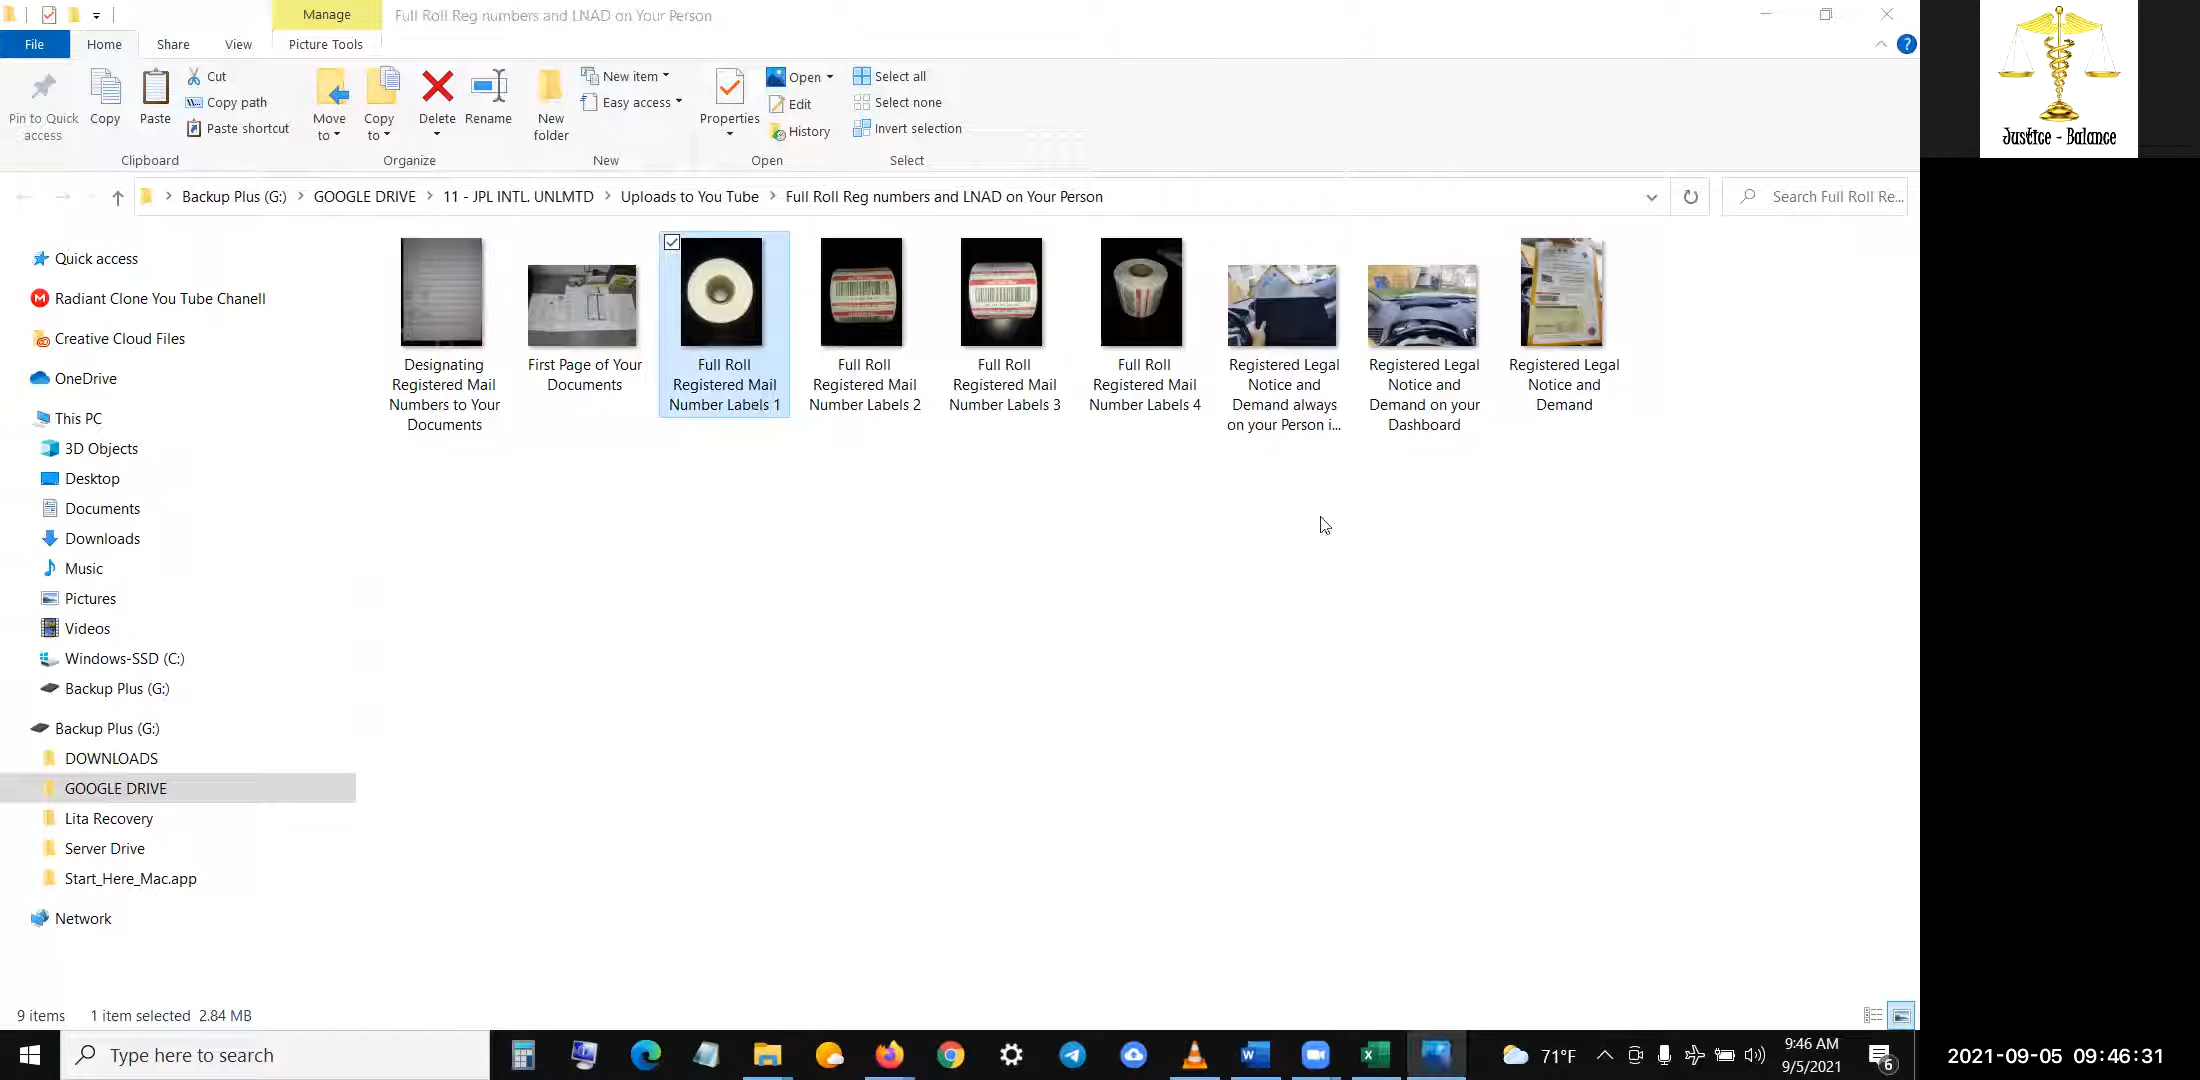 Manage
Full Roll Reg numbers and LNAD on Your Person
File
Home
Share
View
Picture Tools
Pin to Quick
access
Copy
Paste
Cut
Copy path
Paste shortcut
Clipboard
Move
to
Copy
to
Delete
Rename
Organize
New
folder
New item
Easy access
New
Properties
Open
Edit
History
Open
Select all
Select none
Invert selection
Select
Backup Plus (G:)
GOOGLE DRIVE
11 - JPL INTL. UNLMTD
Uploads to You Tube
Full Roll Reg numbers and LNAD on Your Person
Search Full Roll Re...
Quick access
Radiant Clone You Tube Chanell
Creative Cloud Files
OneDrive
This PC
3D Objects
Desktop
Documents
Downloads
Music
Pictures
Videos
Windows-SSD (C:)
Backup Plus (G:)
Backup Plus (G:)
DOWNLOADS
GOOGLE DRIVE
Lita Recovery
Server Drive
Start_Here_Mac.app
Network
Designating
Registered Mail
Numbers to Your
Documents
First Page of Your
Documents
Full Roll
Registered Mail
Number Labels 1
Full Roll
Registered Mail
Number Labels 2
Full Roll
Registered Mail
Number Labels 3
Full Roll
Registered Mail
Number Labels 4
Registered Legal
Notice and
Demand always
on your Person i...
Registered Legal
Notice and
Demand on your
Dashboard
Registered Legal
Notice and
Demand
9 items
1 item selected 2.84 MB
Type here to search
71°F
9:46 AM
9/5/2021
6
Justice - Balance
2021-09-05 09:46:31